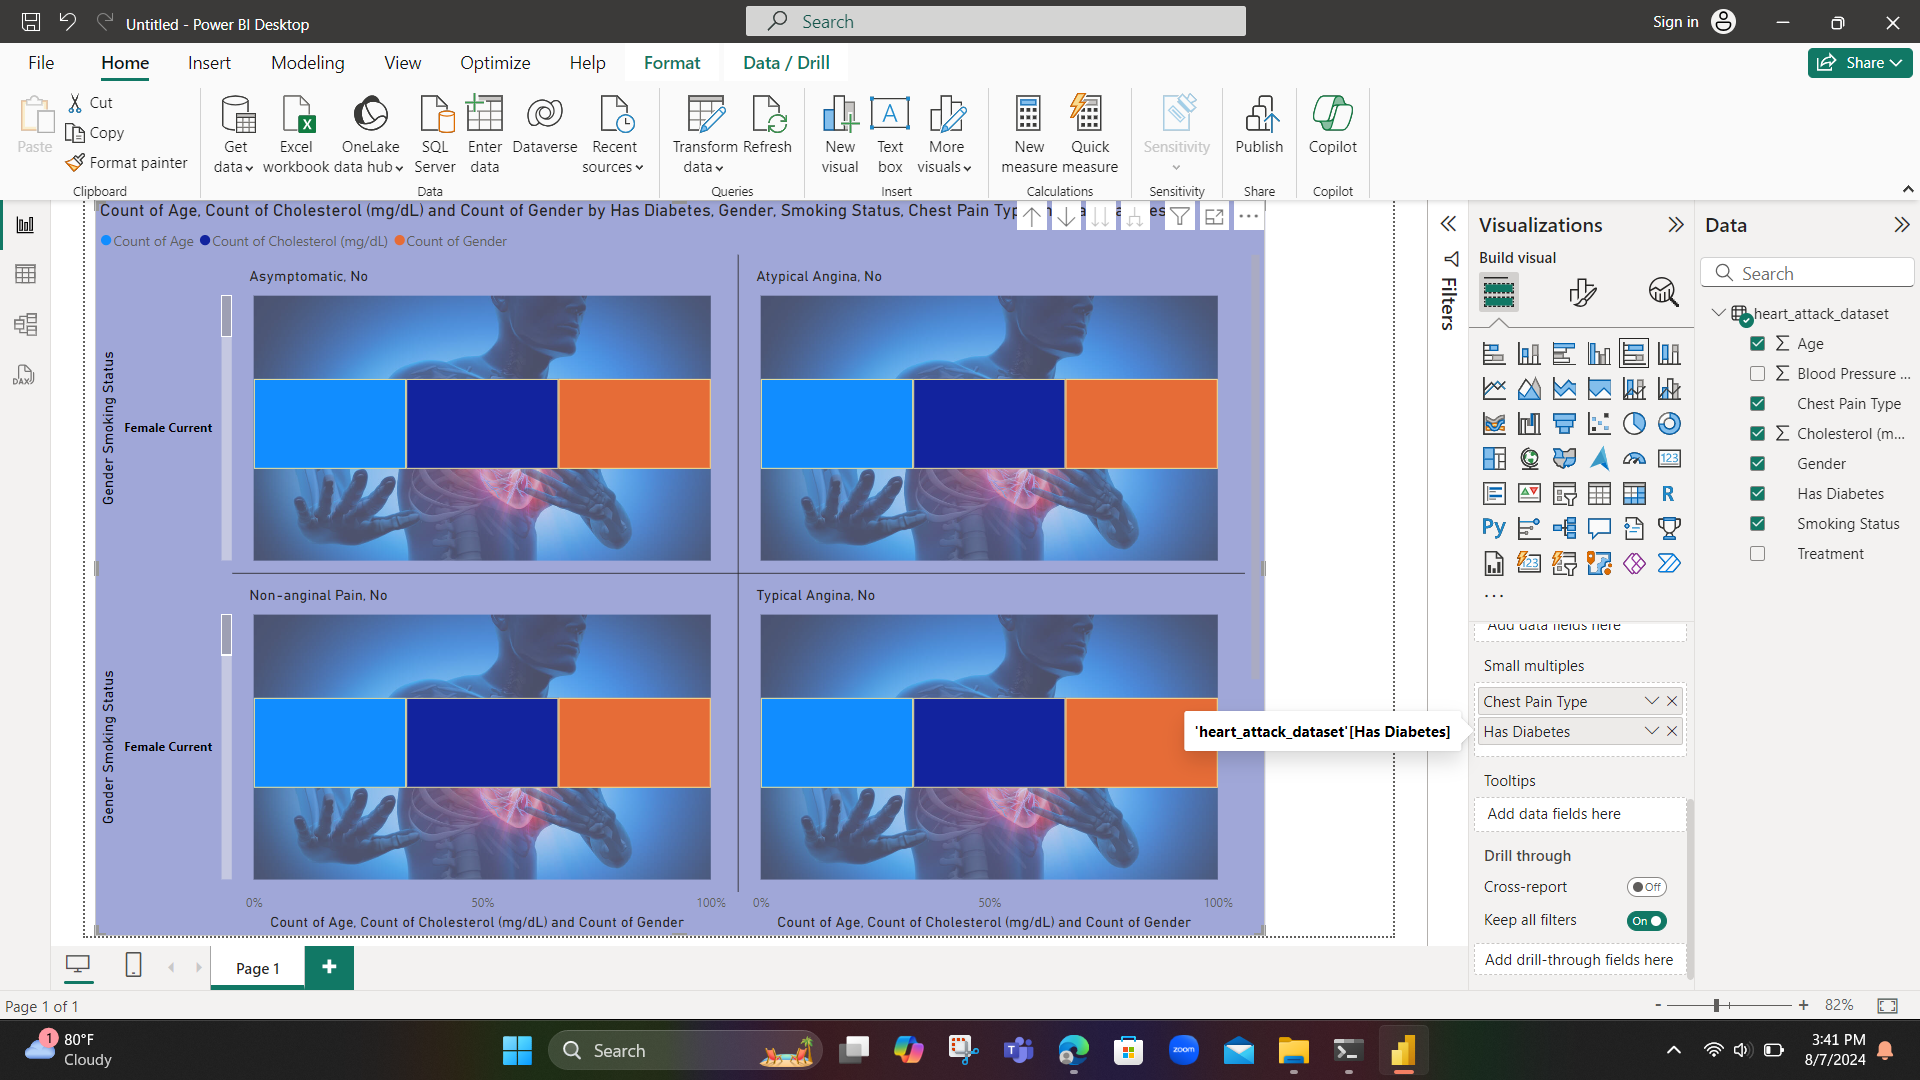 Untitled - Power BI Desktop
Search
Sign in
File Home Insert Modeling View Optimize Help Format Data / Drill
Share
Paste
Cut
Copy
Format painter
Get data
Excel workbook
OneLake data hub
SQL Server
Enter data
Dataverse
Recent sources
Transform data
Refresh
New visual
Text box
More visuals
New measure
Quick measure
Sensitivity
Publish
Copilot
Clipboard Data Queries Insert Calculations Sensitivity Share Copilot
Count of Age, Count of Cholesterol (mg/dL) and Count of Gender by Has Diabetes, Gender, Smoking Status, Chest Pain
Count of Age Count of Cholesterol (mg/dL) Count of Gender
Asymptomatic, No
Atypical Angina, No
Gender Smoking Status
Female Current
Non-anginal Pain, No
Typical Angina, No
Gender Smoking Status
Female Current
0% 50% 100% 0% 50% 100%
Count of Age, Count of Cholesterol (mg/dL) and Count of Gender
Count of Age, Count of Cholesterol (mg/dL) and Count of Gender
Filters
Visualizations
Build visual
123
R
Py
123
Add data fields here
Small multiples
Chest Pain Type
Has Diabetes
'heart_attack_dataset'[Has Diabetes]
Tooltips
Add data fields here
Drill through
Cross-report Off
Keep all filters On
Add drill-through fields here
Data
Search
heart_attack_dataset
Age
Blood Pressure ...
Chest Pain Type
Cholesterol (m...
Gender
Has Diabetes
Smoking Status
Treatment
DAX
Page 1
Page 1 of 1
- + 82%
1
80°F
Cloudy
Search
zoom
3:41 PM
8/7/2024